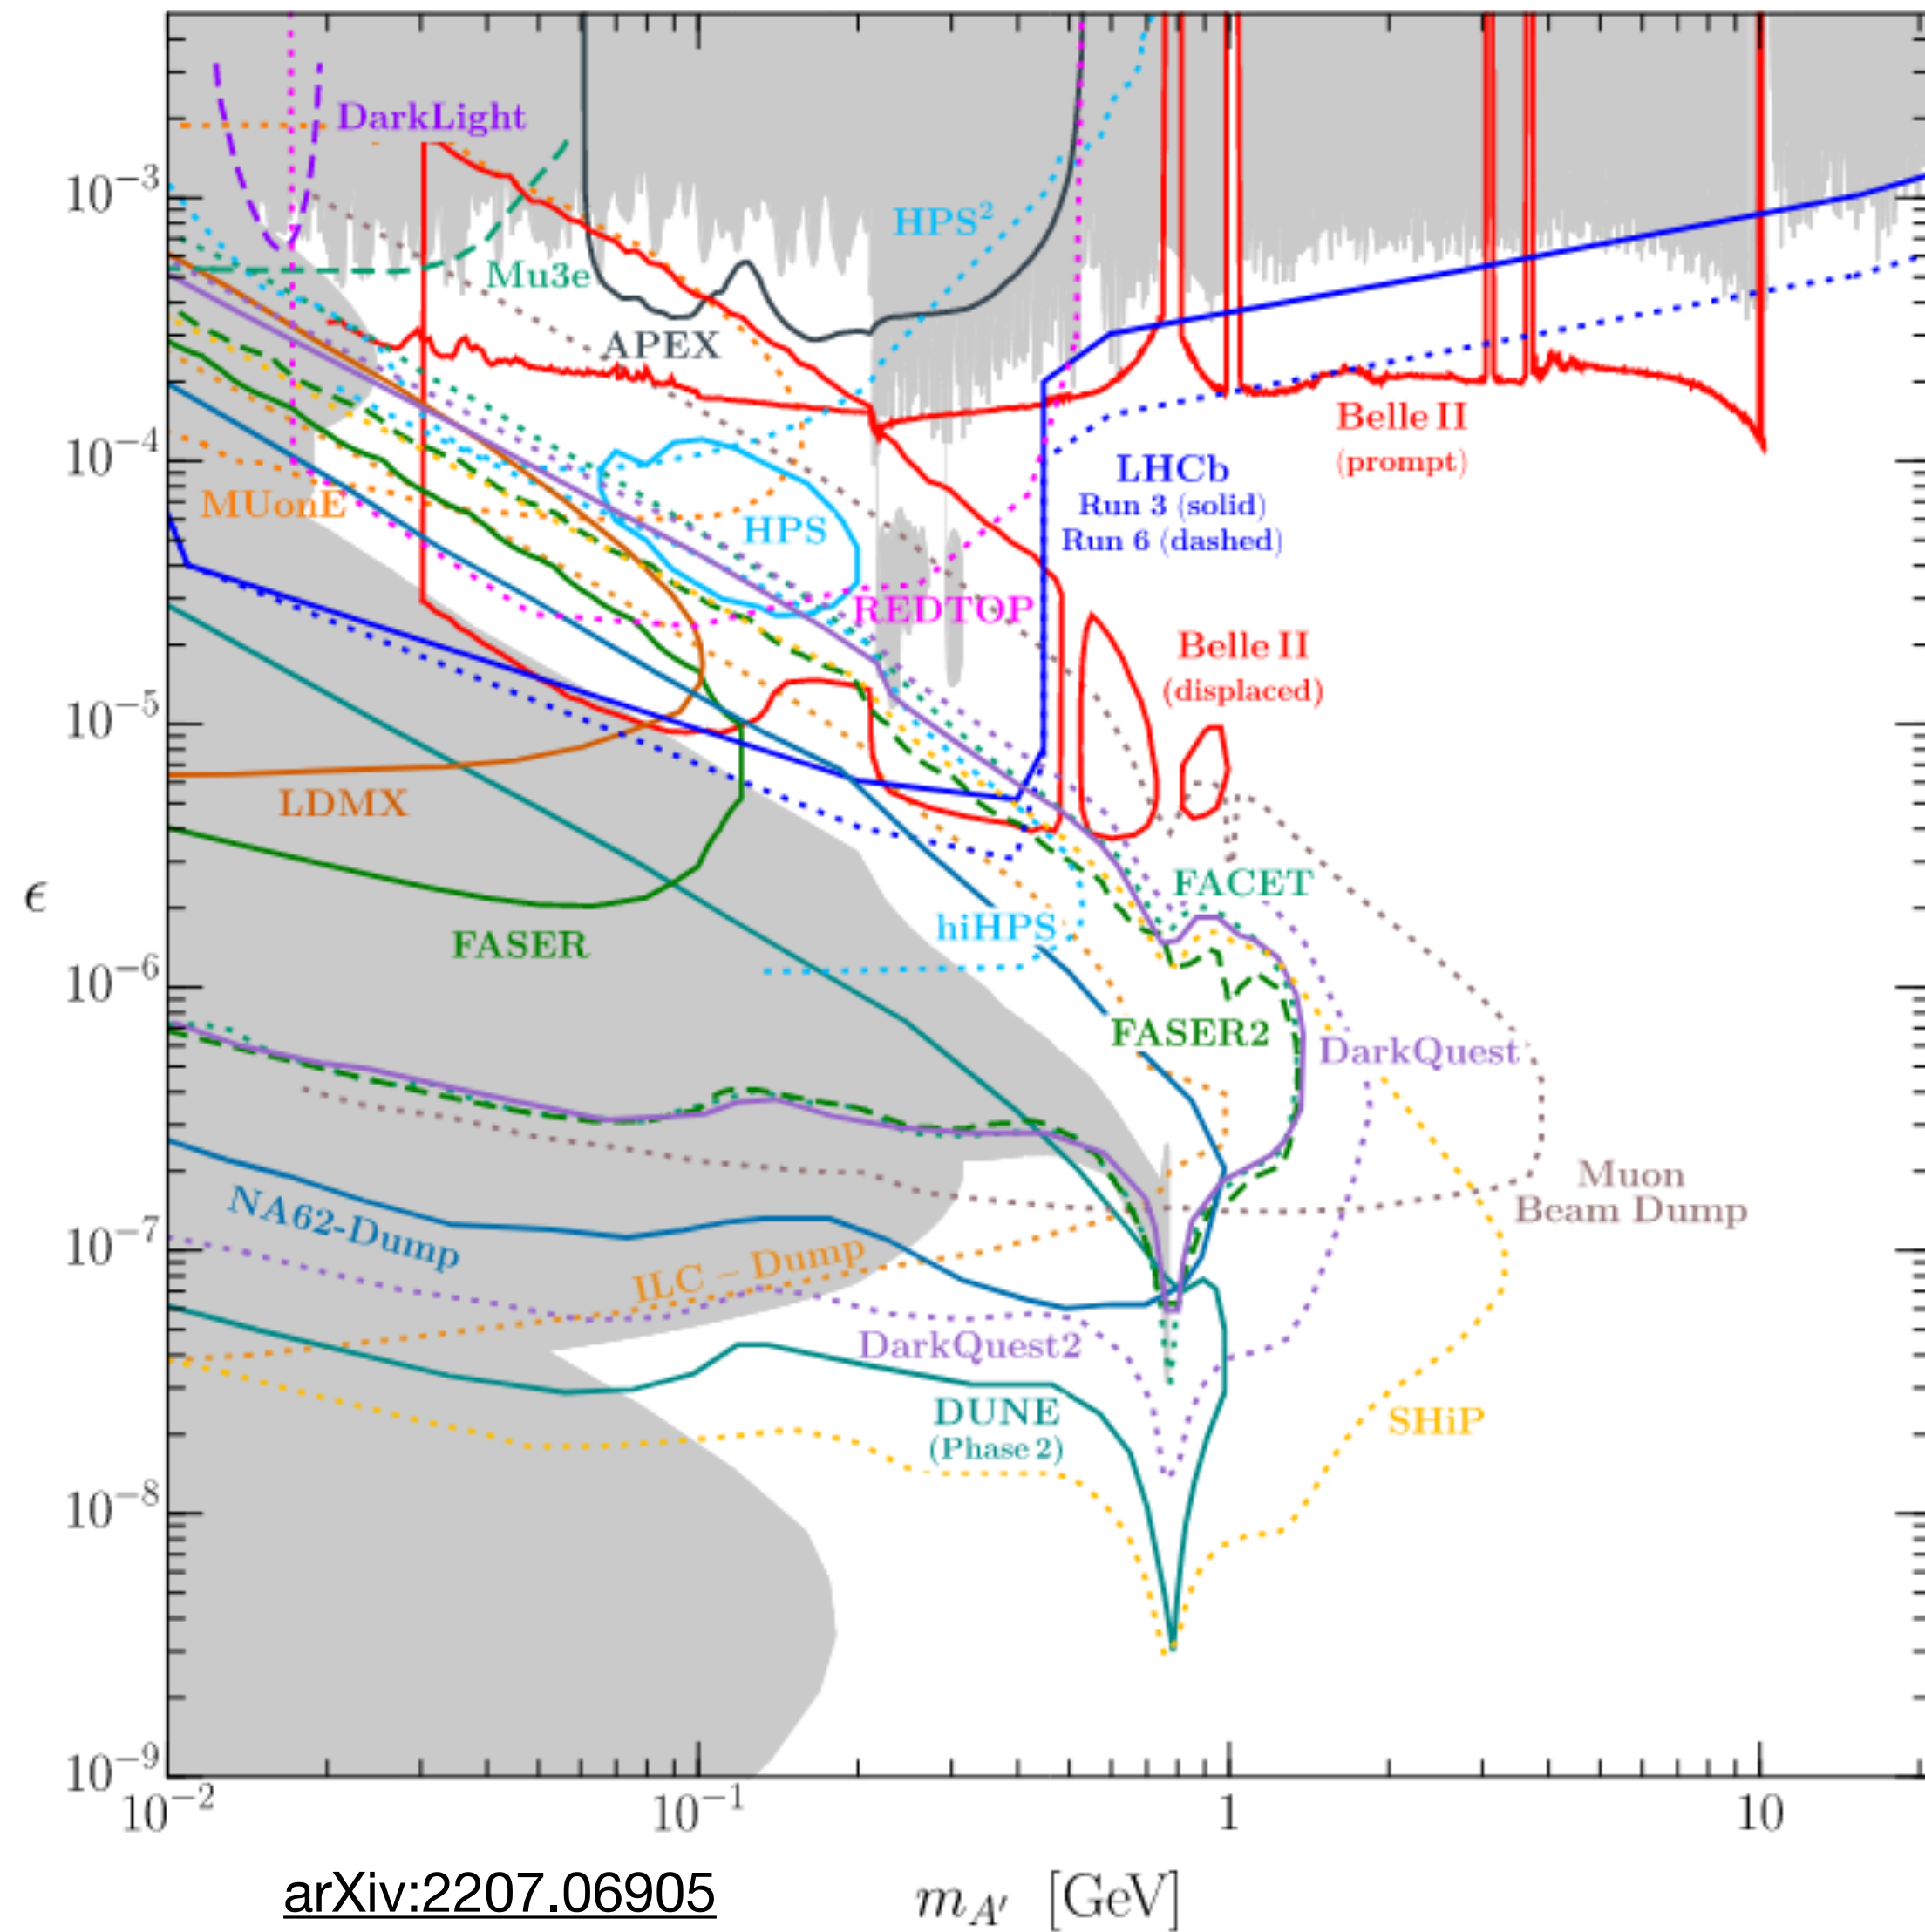 DarkLight
10⁻³
HPS²
Mu3e
APEX
Belle II
(prompt)
10⁻⁴
LHCb
Run 3 (solid)
Run 6 (dashed)
MUonE
HPS
REDTOP
Belle II
(displaced)
10⁻⁵
LDMX
FACET
ϵ
hiHPS
FASER
10⁻⁶
FASER2
DarkQuest
Muon
Beam Dump
NA62-Dump
10⁻⁷
ILC – Dump
DarkQuest2
DUNE
(Phase 2)
SHiP
10⁻⁸
10⁻⁹
10⁻² 10⁻¹ 1 10
arXiv:2207.06905
m_A′ [GeV]